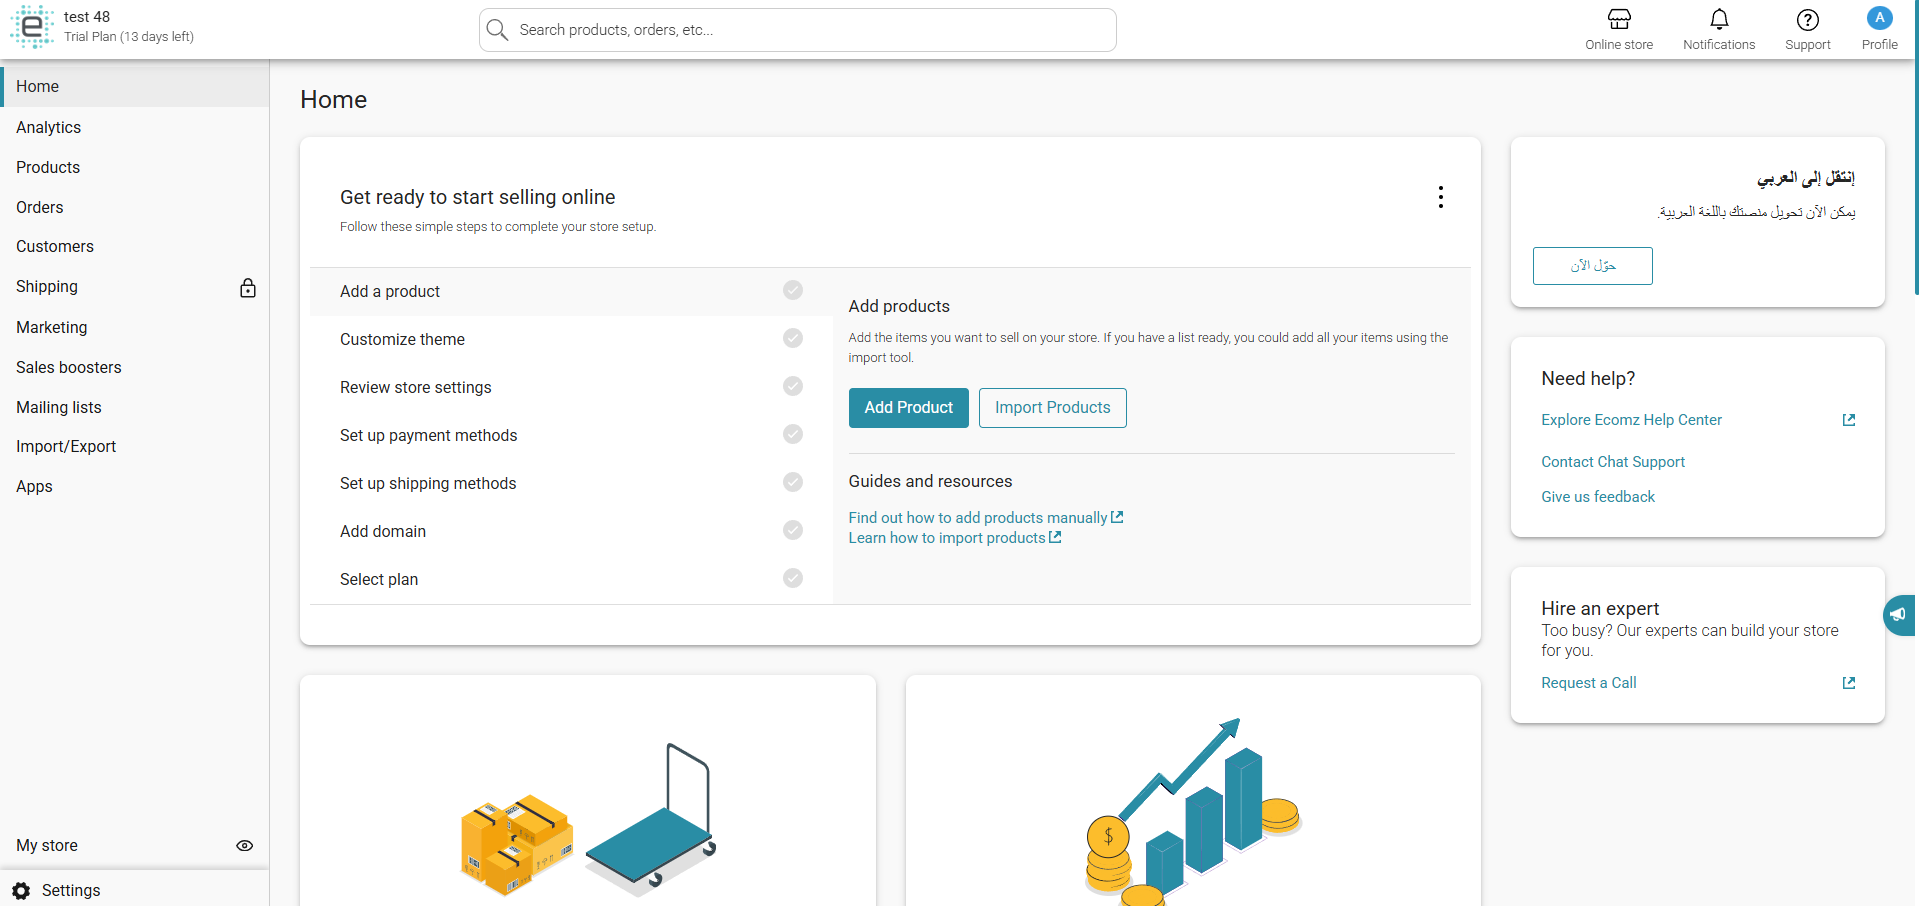 test 48
Trial Plan (13 days left)
Search products, orders, etc...
Online store
Notifications
Support
A
Profile
Home
Analytics
Products
Orders
Customers
Shipping
Marketing
Sales boosters
Mailing lists
Import/Export
Apps
My store
Settings
Home
Get ready to start selling online
Follow these simple steps to complete your store setup.
Add a product
Customize theme
Review store settings
Set up payment methods
Set up shipping methods
Add domain
Select plan
Add products
Add the items you want to sell on your store. If you have a list ready, you could add all your items using the
import tool.
Add Product
Import Products
Guides and resources
Find out how to add products manually
Learn how to import products
إنتقل إلى العربي
يمكن الآن تحويل منصتك باللغة العربية.
حوّل الآن
Need help?
Explore Ecomz Help Center
Contact Chat Support
Give us feedback
Hire an expert
Too busy? Our experts can build your store
for you.
Request a Call
$